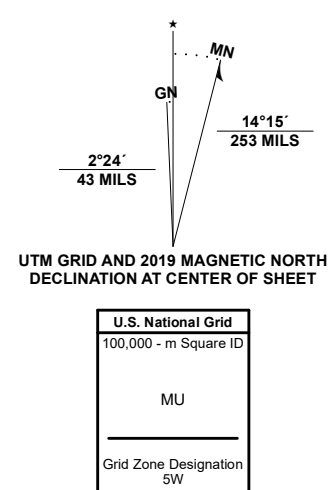 ★
MN
GN
14°15´
253 MILS
2°24´
43 MILS
UTM GRID AND 2019 MAGNETIC NORTH
DECLINATION AT CENTER OF SHEET
U.S. National Grid
100,000 - m Square ID
MU
Grid Zone Designation
5W